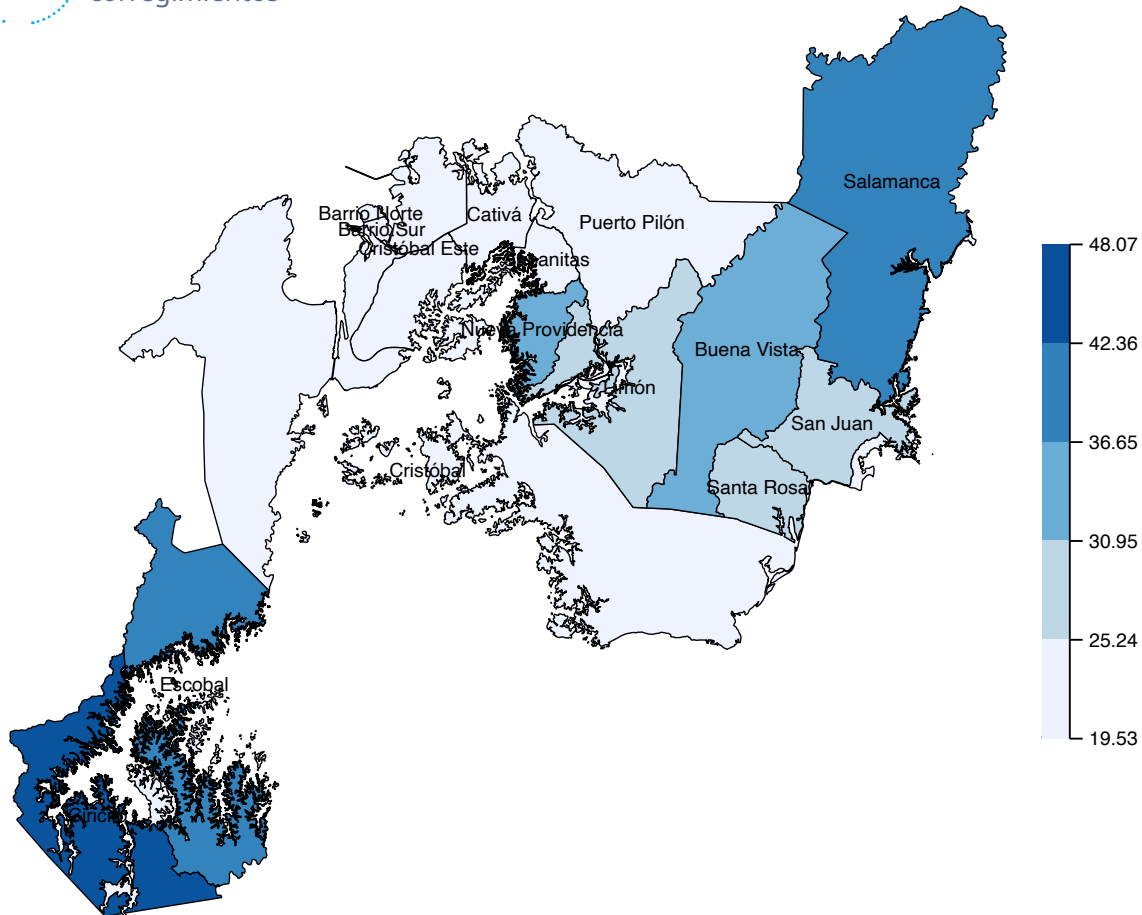 corregimientos
Salamanca
Barrio Norte
Cativá
Puerto Pilón
Barrio Sur
Cristóbal Este
48.07
Nueva Providencia
Buena Vista
42.36
Limón
San Juan
36.65
Cristóbal
Santa Rosa
30.95
25.24
Escobal
19.53